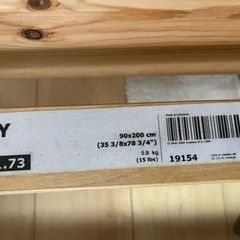 Y
90x200 cm
(35 3/8x78 3/4")
.73
5.8 kg
(15 lbs)
19154